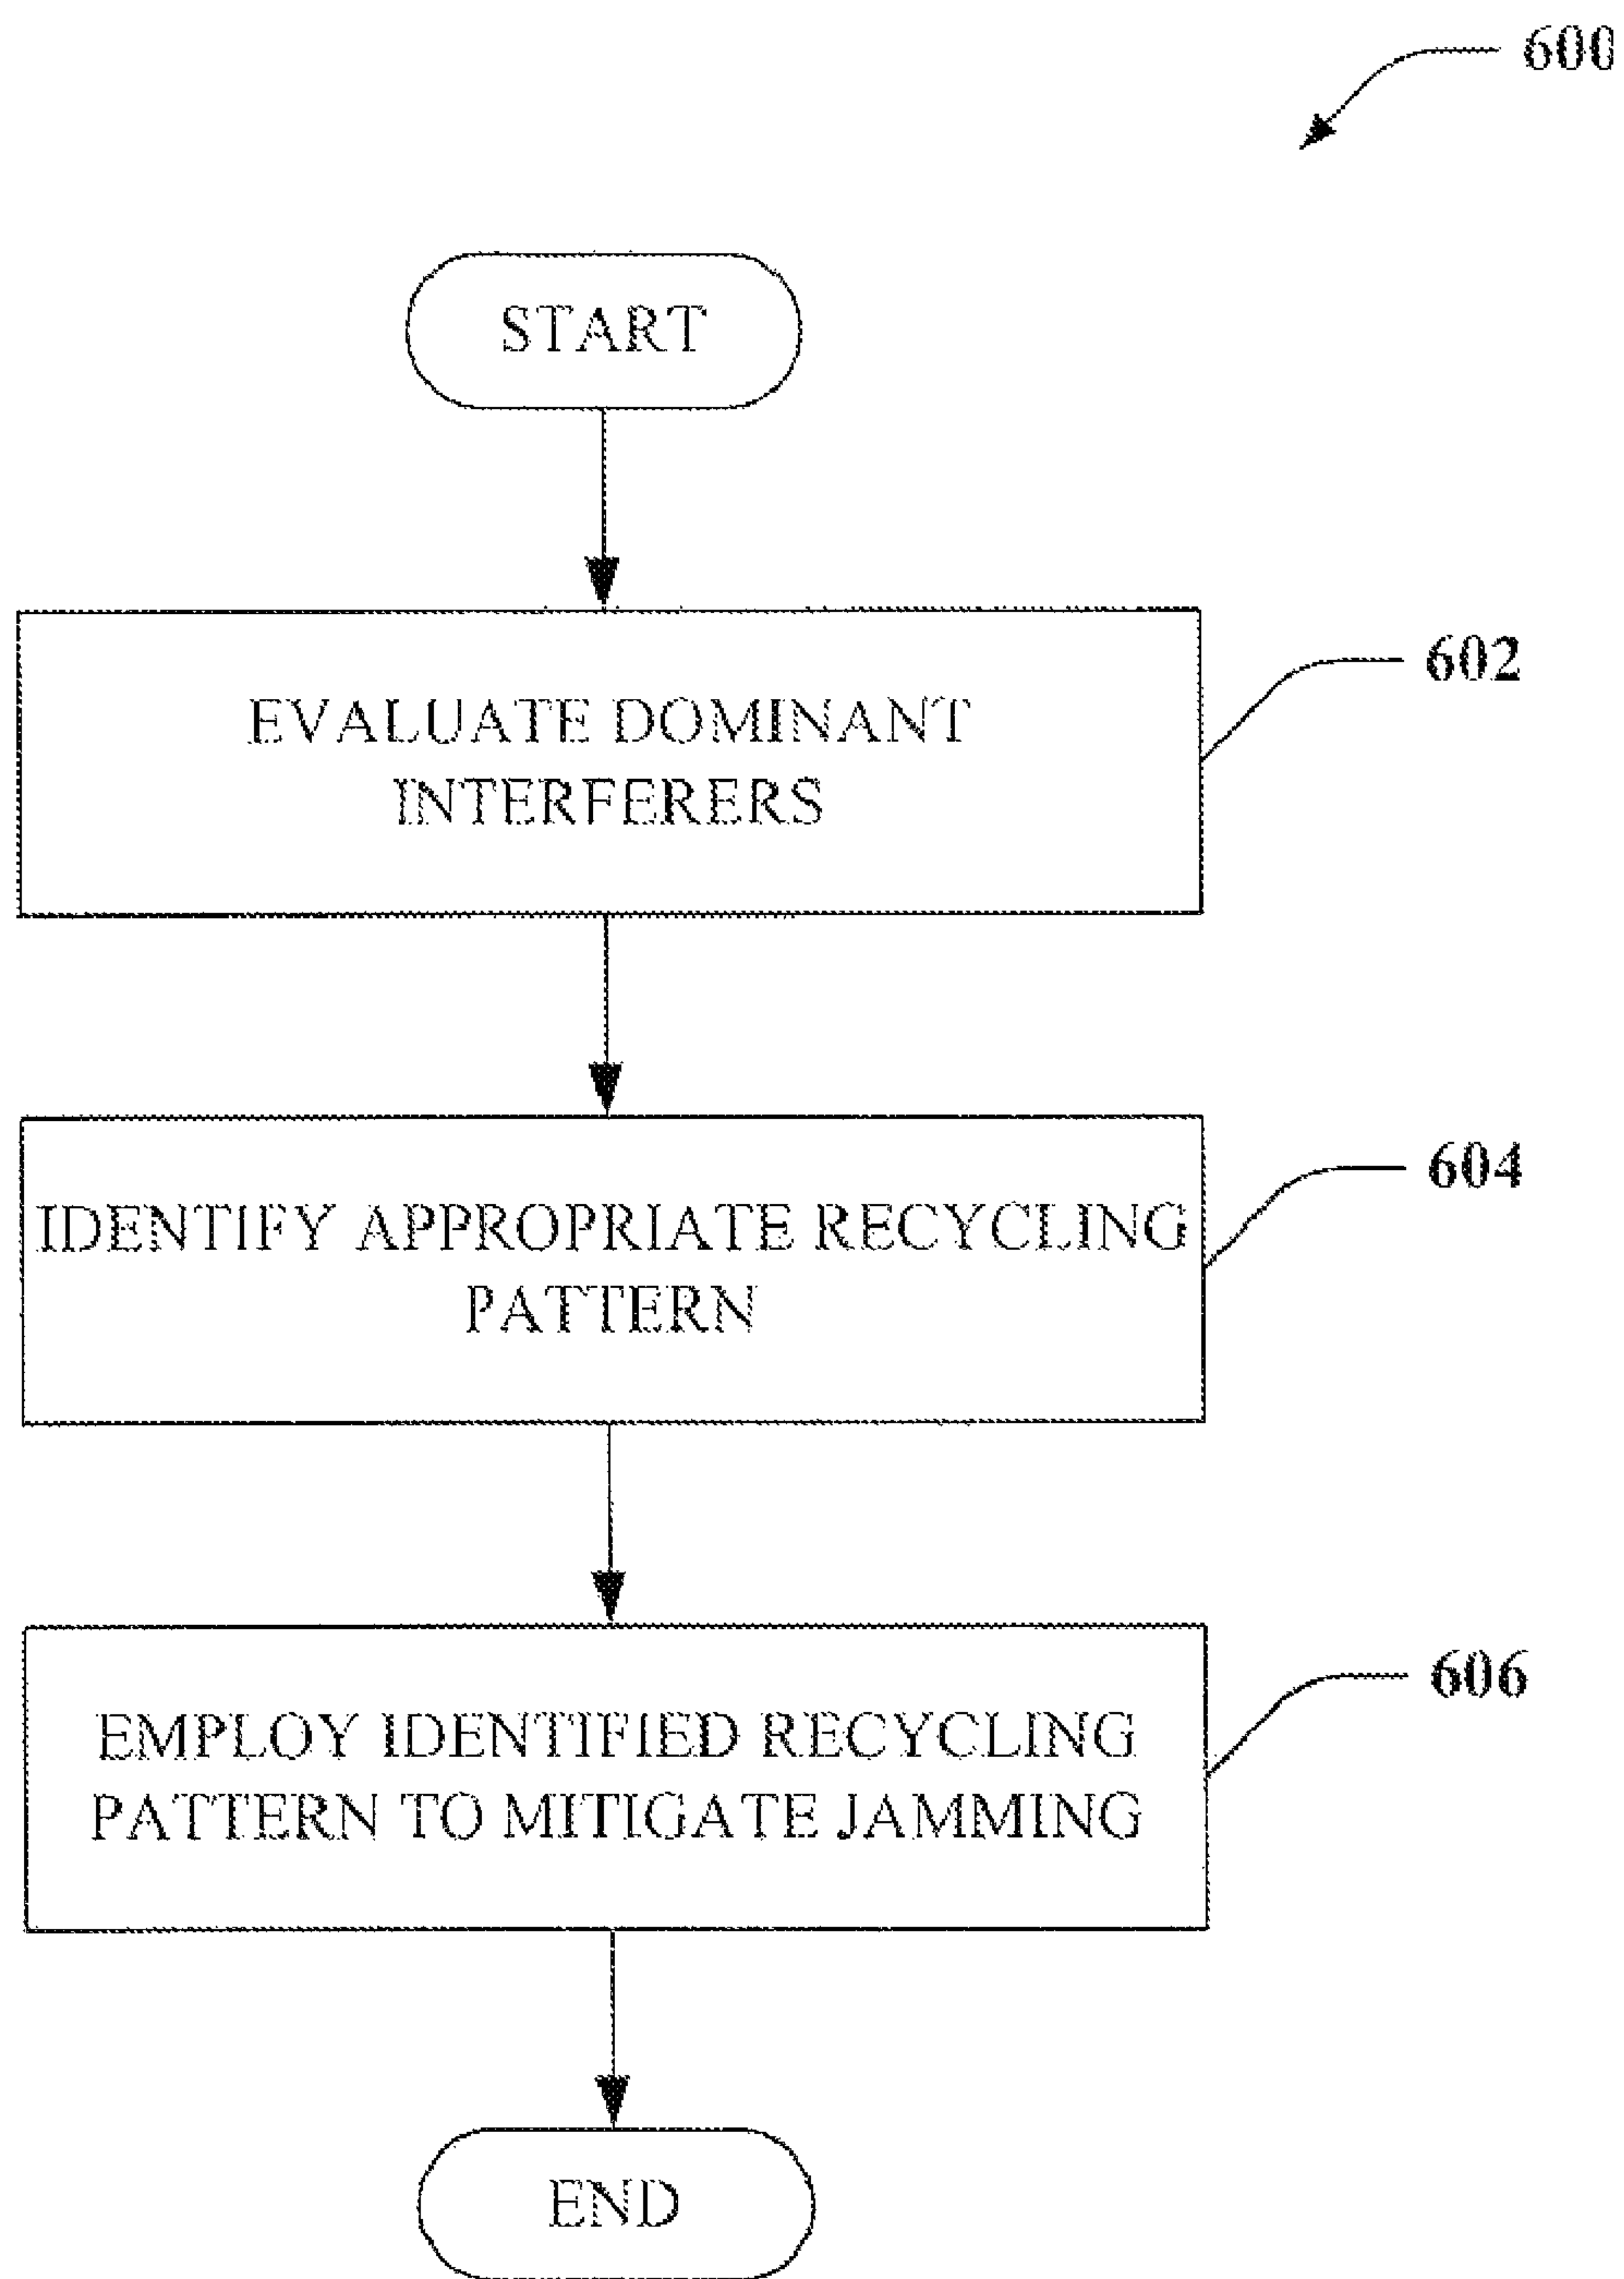 600
START
602
EVALUATE DOMINANT
INTERFERERS
604
IDENTIFY APPROPRIATE RECYCLING
PATTERN
606
EMPLOY IDENTIFIED RECYCLING
PATTERN TO MITIGATE JAMMING
END